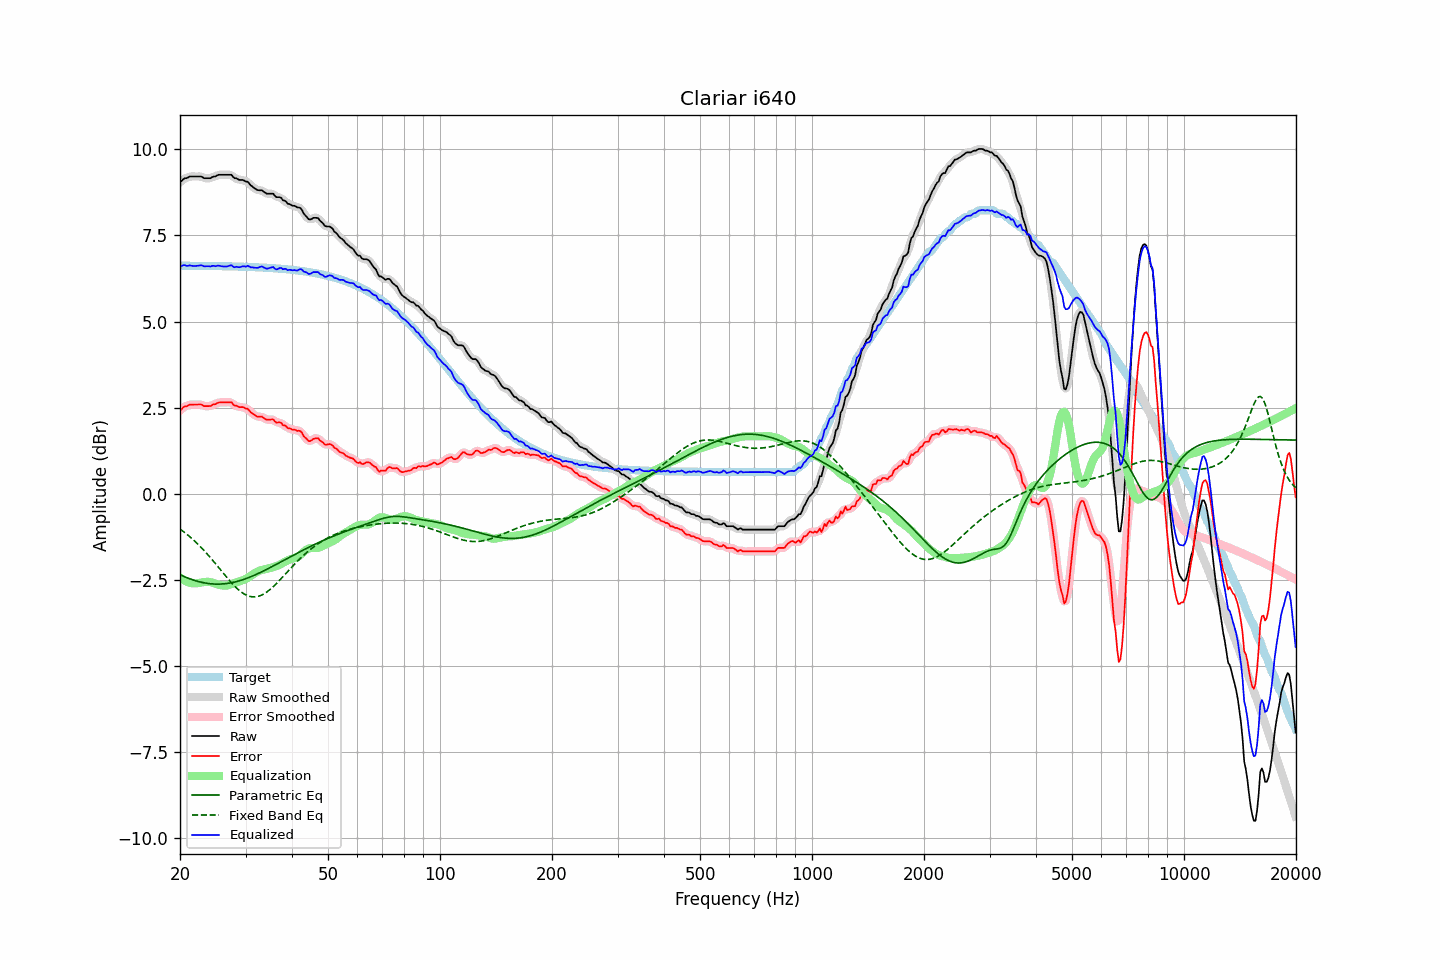 Clariar i640
10.0
7.5
5.0
2.5
0.0
−2.5
−5.0
−7.5
−10.0
Amplitude (dBr)
Target
Raw Smoothed
Error Smoothed
Raw
Error
Equalization
Parametric Eq
Fixed Band Eq
Equalized
20 50 100 200 500 1000 2000 5000 10000 20000
Frequency (Hz)